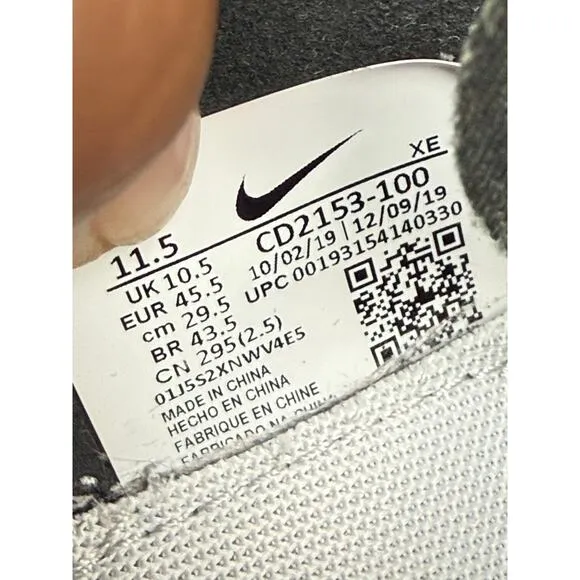 XE
11.5
CD2153-100
UK 10.5
10/02/19 | 12/09/19
EUR 45.5
UPC 00193154140330
cm 29.5
BR 43.5
CN 295(2.5)
01J5S2XNWV4E5
MADE IN CHINA
HECHO EN CHINA
FABRIQUE EN CHINE
FABRICADO NA